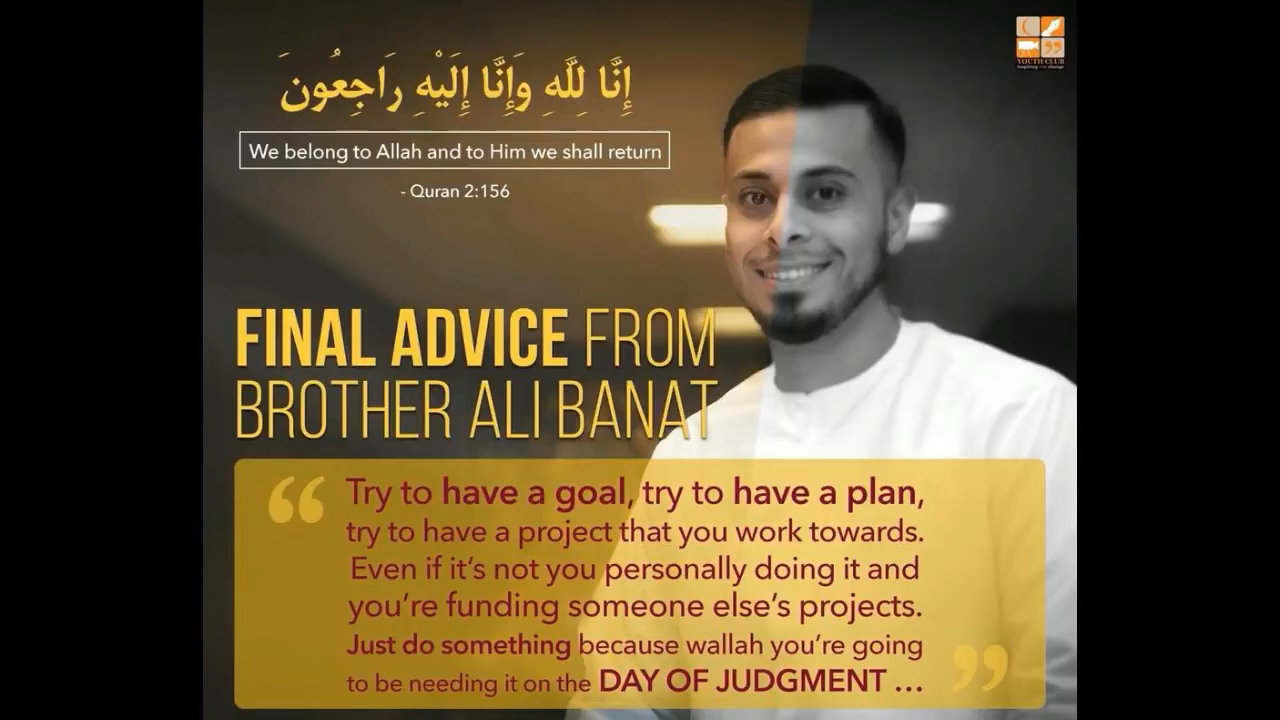 إِنَّا لِلَّهِ وَإِنَّا إِلَيْهِ رَاجِعُونَ
We belong to Allah and to Him we shall return
- Quran 2:156
YOUTH CLUB
FINAL ADVICE FROM
BROTHER ALI BANAT
“ Try to have a goal, try to have a plan,
try to have a project that you work towards.
Even if it’s not you personally doing it and
you’re funding someone else’s projects.
Just do something because wallah you’re going
to be needing it on the DAY OF JUDGMENT ... ”